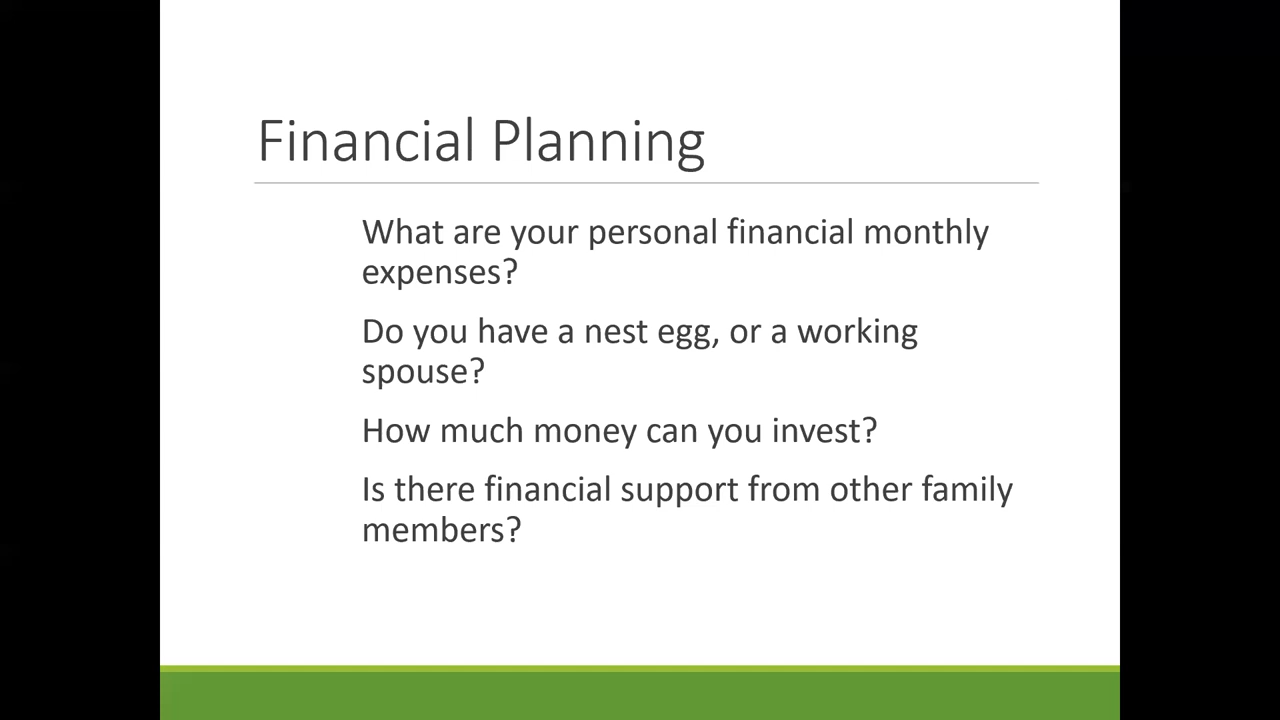 Financial Planning
What are your personal financial monthly
expenses?
Do you have a nest egg, or a working
spouse?
How much money can you invest?
Is there financial support from other family
members?